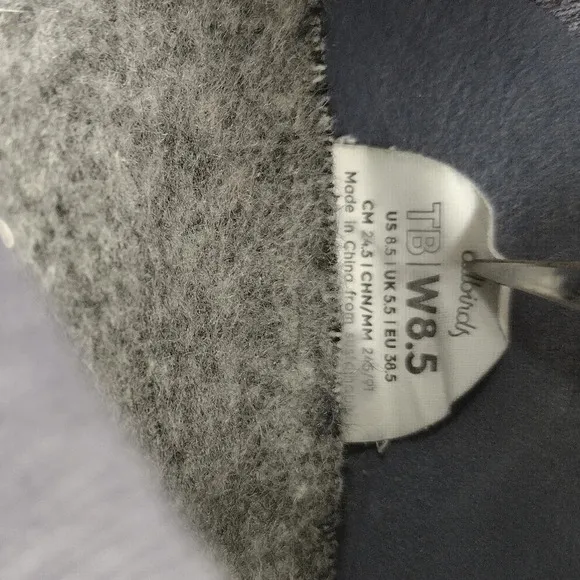 allbirds
TB | W8.5
US 8.5 | UK 5.5 | EU 38.5
CM 24.5 | CHN/MM 245/91
Made in China from